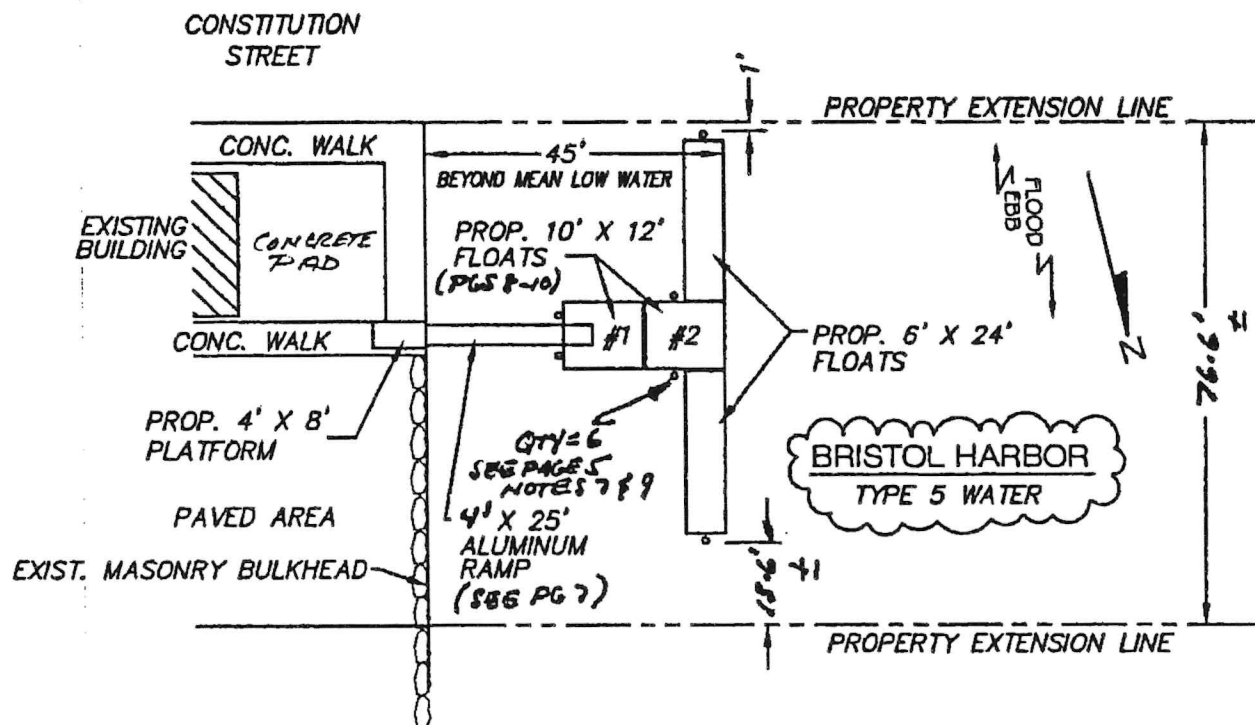 CONSTITUTION
STREET
1'
PROPERTY EXTENSION LINE
CONC. WALK
45'
BEYOND MEAN LOW WATER
EXISTING
BUILDING
CONCRETE
PAD
PROP. 10' X 12'
FLOATS
(PGS 8-10)
FLOOD
EBB
#1
#2
CONC. WALK
PROP. 6' X 24'
FLOATS
N
76.6'
±
PROP. 4' X 8'
PLATFORM
QTY=6
SEE PAGE 5
NOTES 7 & 9
BRISTOL HARBOR
TYPE 5 WATER
PAVED AREA
4' X 25'
ALUMINUM
RAMP
(SEE PG 7)
EXIST. MASONRY BULKHEAD
±
PROPERTY EXTENSION LINE